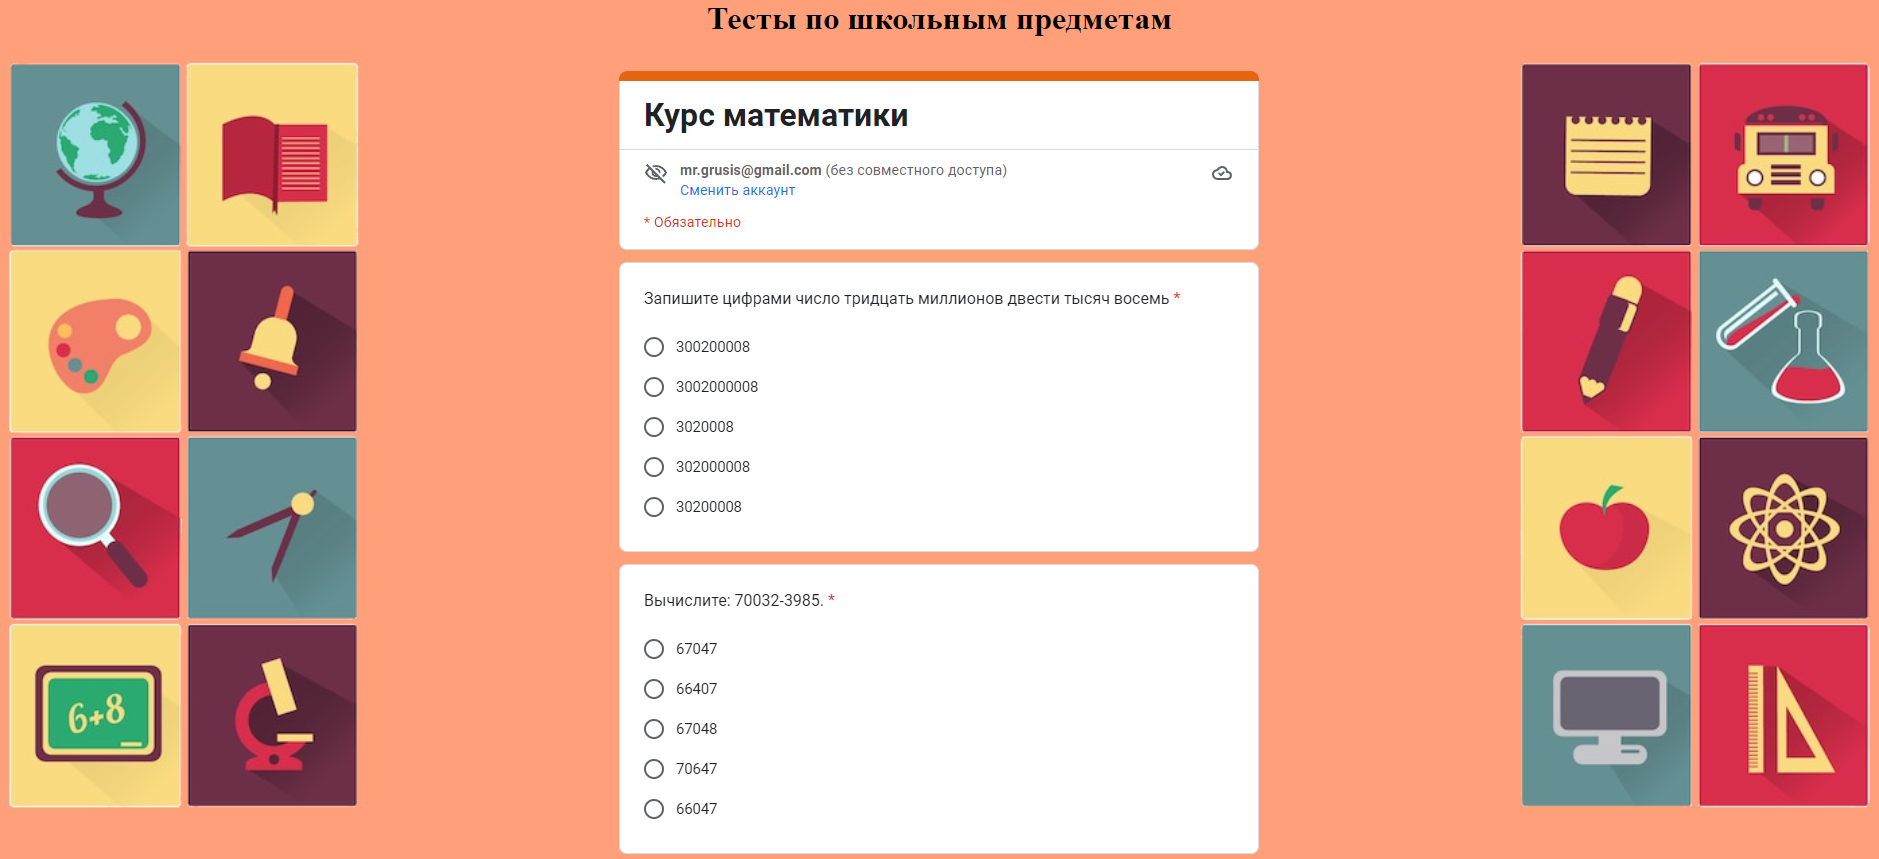 Тесты по школьным предметам
Курс математики
mr.grusis@gmail.com (без совместного доступа)
Сменить аккаунт
* Обязательно
Запишите цифрами число тридцать миллионов двести тысяч восемь *
300200008
3002000008
3020008
302000008
30200008
Вычислите: 70032-3985. *
67047
66407
67048
70647
66047
6+8